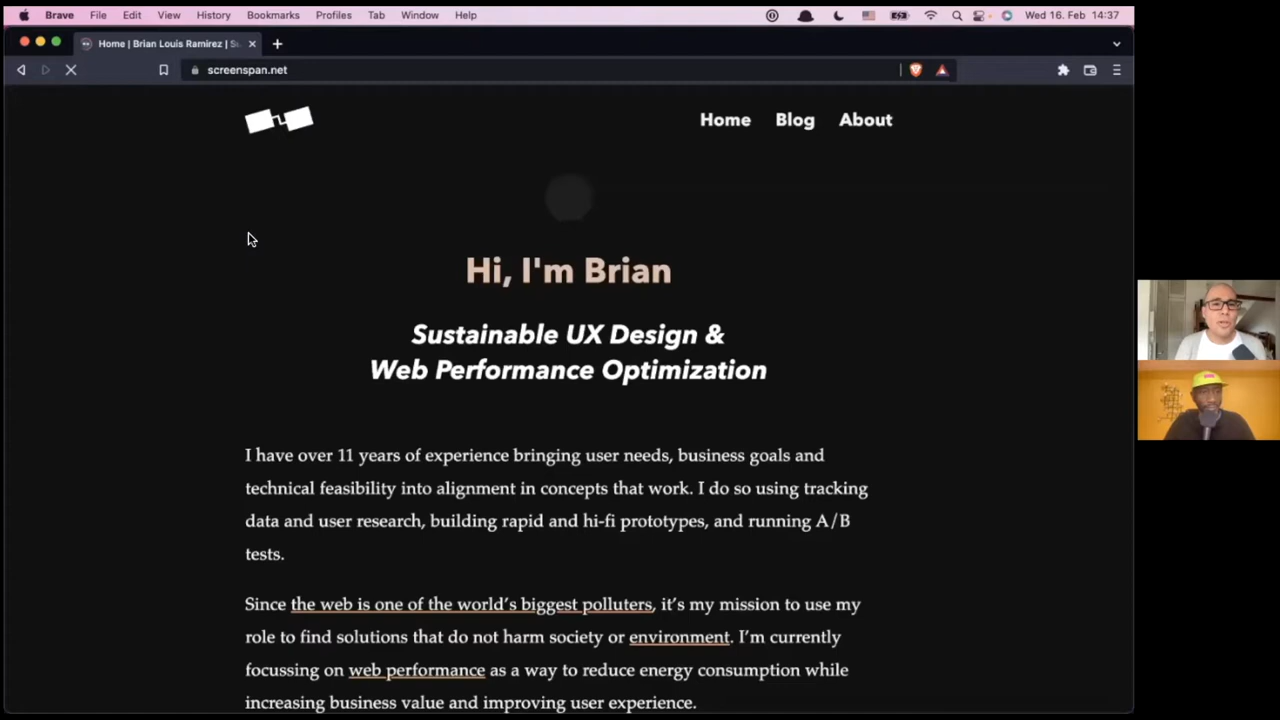 Brave File Edit View History Bookmarks Profiles Tab Window Help Wed 16. Feb 14:37
Home | Brian Louis Ramirez | Su
screenspan.net
Home Blog About
Hi, I'm Brian
Sustainable UX Design &
Web Performance Optimization
I have over 11 years of experience bringing user needs, business goals and
technical feasibility into alignment in concepts that work. I do so using tracking
data and user research, building rapid and hi-fi prototypes, and running A/B
tests.
Since the web is one of the world's biggest polluters, it's my mission to use my
role to find solutions that do not harm society or environment. I'm currently
focussing on web performance as a way to reduce energy consumption while
increasing business value and improving user experience.